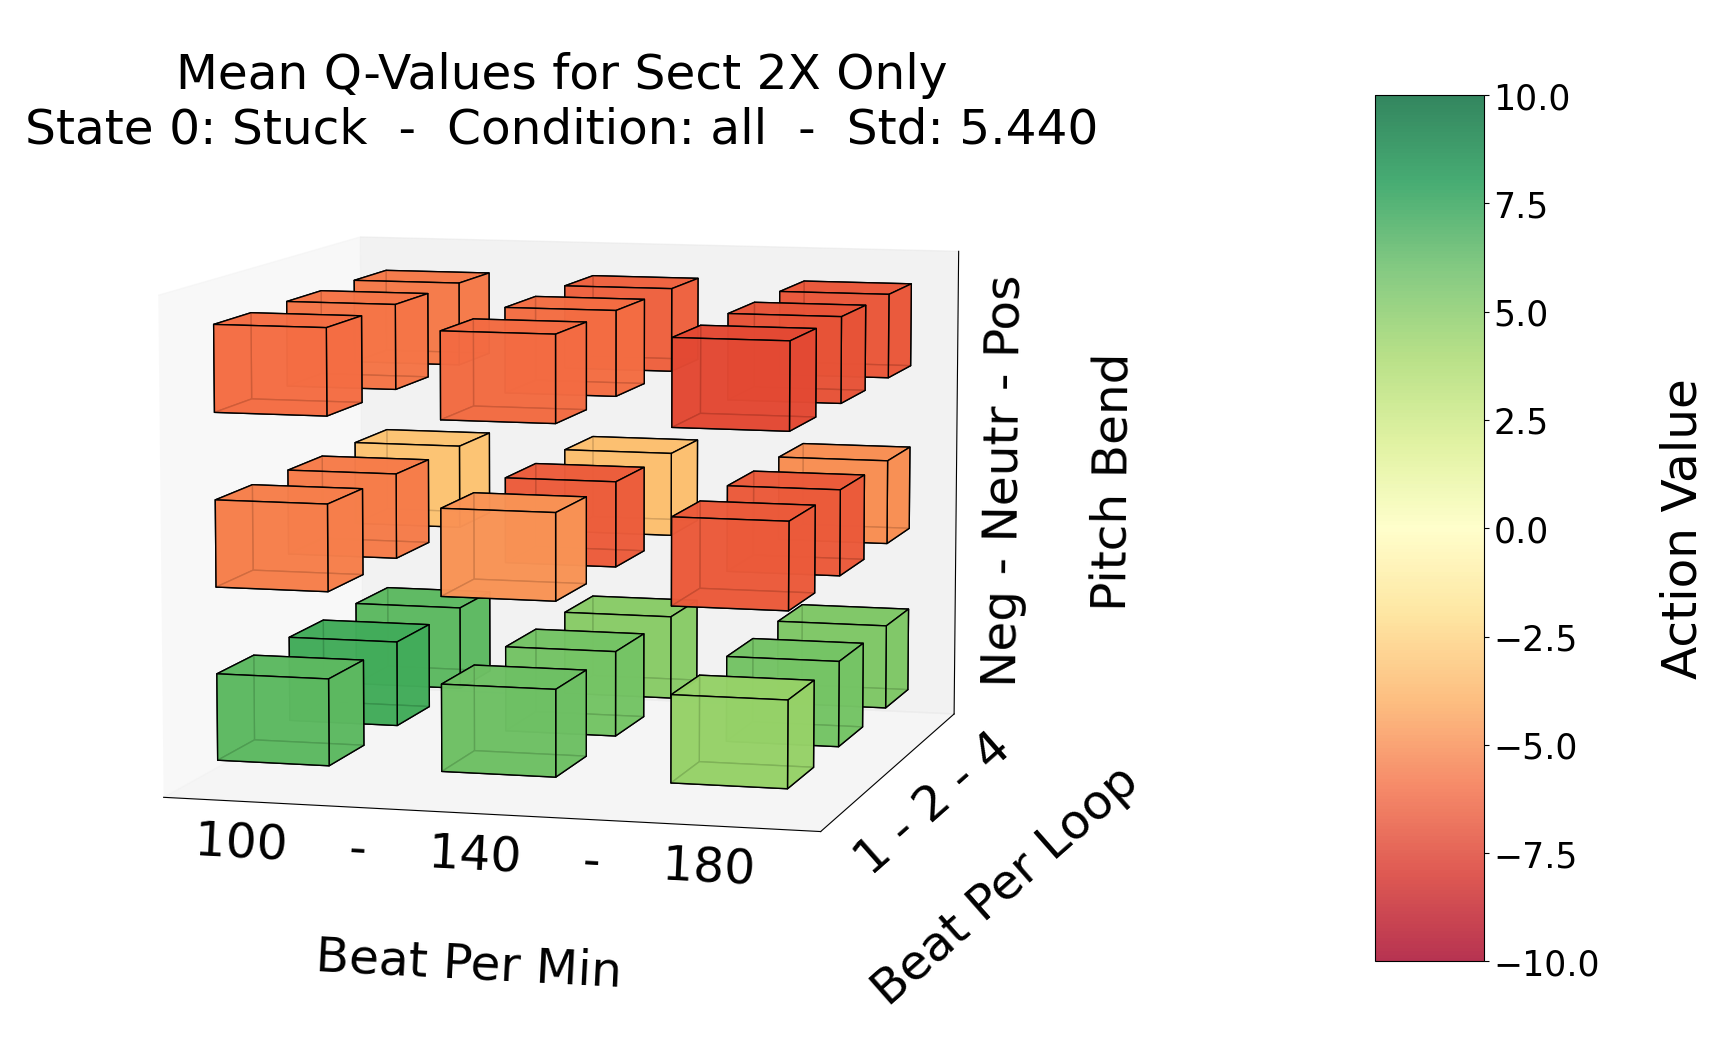 Mean Q-Values for Sect 2X Only
State 0: Stuck  -  Condition: all  -  Std: 5.440
10.0
7.5
5.0
2.5
0.0
−2.5
−5.0
−7.5
−10.0
Action Value
Neg - Neutr - Pos
Pitch Bend
1 - 2 - 4
Beat Per Loop
100 - 140 - 180
Beat Per Min